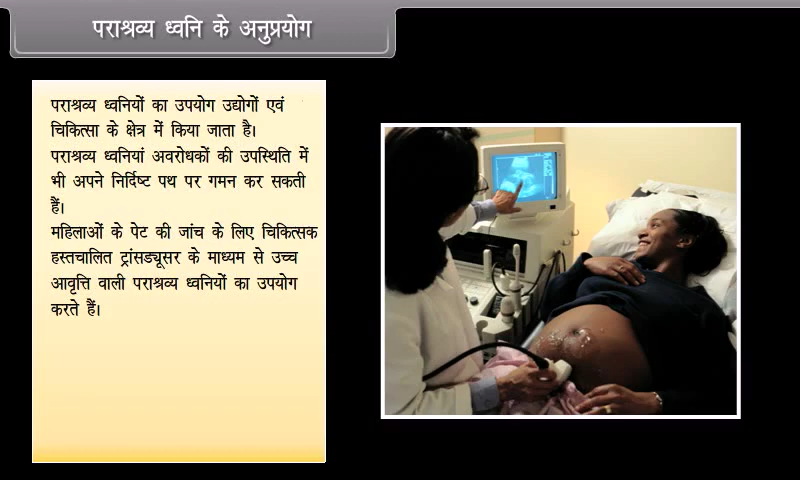 पराश्रव्य ध्वनि के अनुप्रयोग
पराश्रव्य ध्वनियों का उपयोग उद्योगों एवं
चिकित्सा के क्षेत्र में किया जाता है।
पराश्रव्य ध्वनियां अवरोधकों की उपस्थिति में
भी अपने निर्दिष्ट पथ पर गमन कर सकती
हैं।
महिलाओं के पेट की जांच के लिए चिकित्सक
हस्तचालित ट्रांसड्यूसर के माध्यम से उच्च
आवृत्ति वाली पराश्रव्य ध्वनियों का उपयोग
करते हैं।